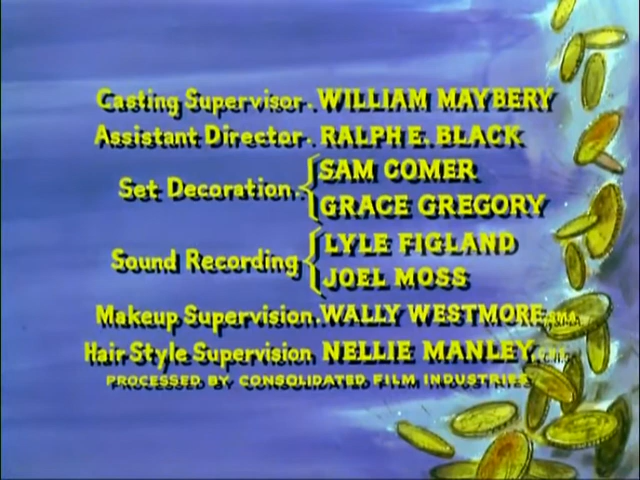 Casting Supervisor.. WILLIAM MAYBERY
Assistant Director.. RALPH E. BLACK
Set Decoration.. SAM COMER
GRACE GREGORY
Sound Recording LYLE FIGLAND
JOEL MOSS
Makeup Supervision. WALLY WESTMORE, S.M.A.
Hair Style Supervision NELLIE MANLEY, C.H.S.
PROCESSED BY CONSOLIDATED FILM INDUSTRIES